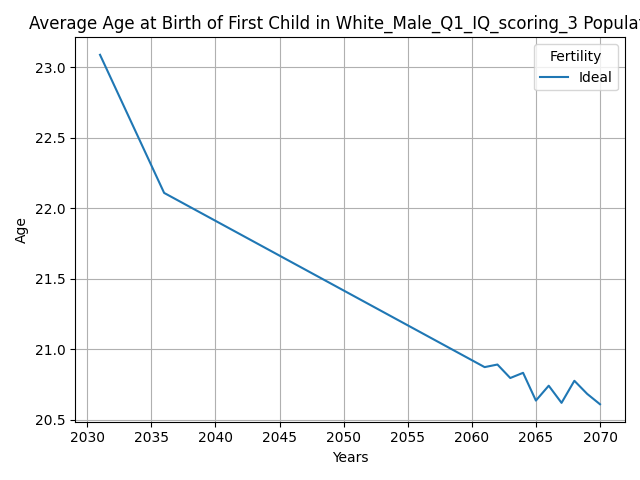 Average Age at Birth of First Child in White_Male_Q1_IQ_scoring_3 Popula
Fertility
Ideal
23.0
22.5
22.0
21.5
21.0
20.5
Age
2030 2035 2040 2045 2050 2055 2060 2065 2070
Years